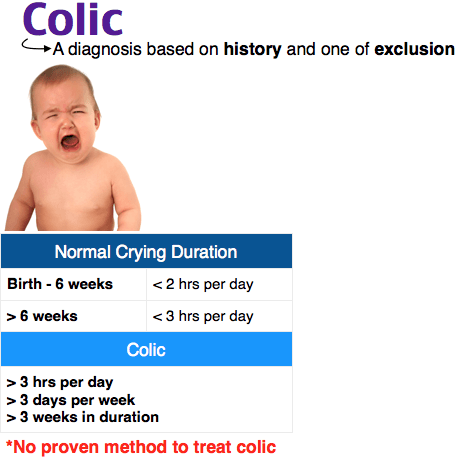 Colic
A diagnosis based on history and one of exclusion
Normal Crying Duration
Birth - 6 weeks < 2 hrs per day
> 6 weeks < 3 hrs per day
Colic
> 3 hrs per day
> 3 days per week
> 3 weeks in duration
*No proven method to treat colic